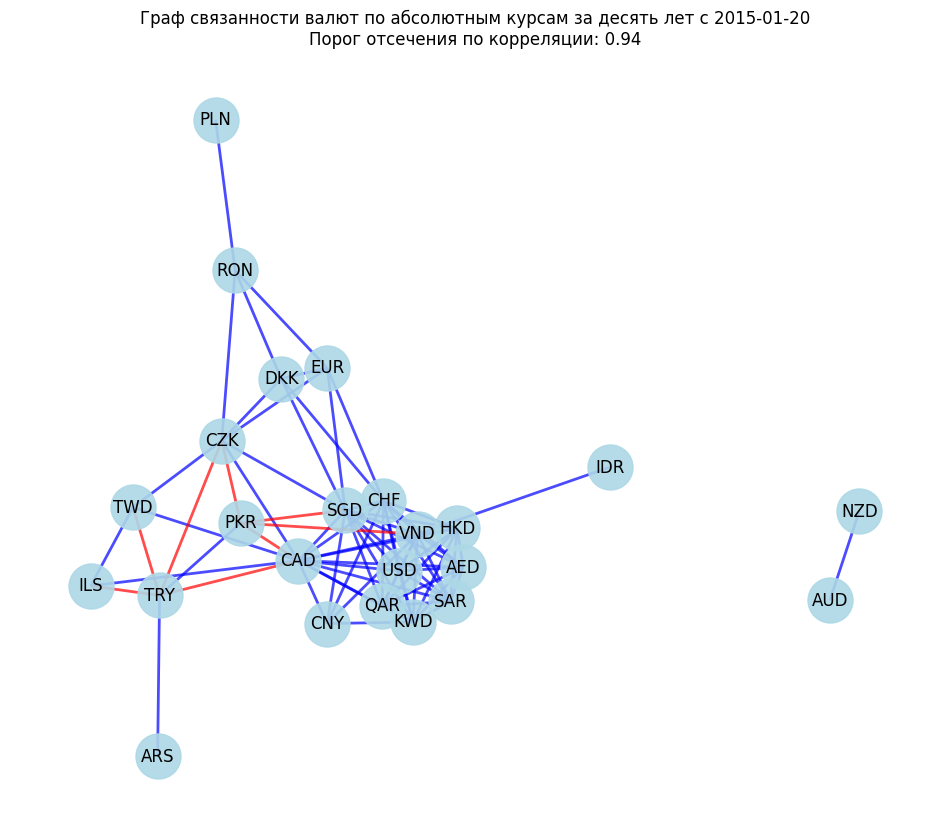 Граф связанности валют по абсолютным курсам за десять лет с 2015-01-20
Порог отсечения по корреляции: 0.94
PLN
RON
EUR
DKK
CZK
IDR
CHF
TWD
SGD
NZD
PKR
HKD
VND
CAD
AED
USD
ILS
TRY
AUD
SAR
QAR
KWD
CNY
ARS